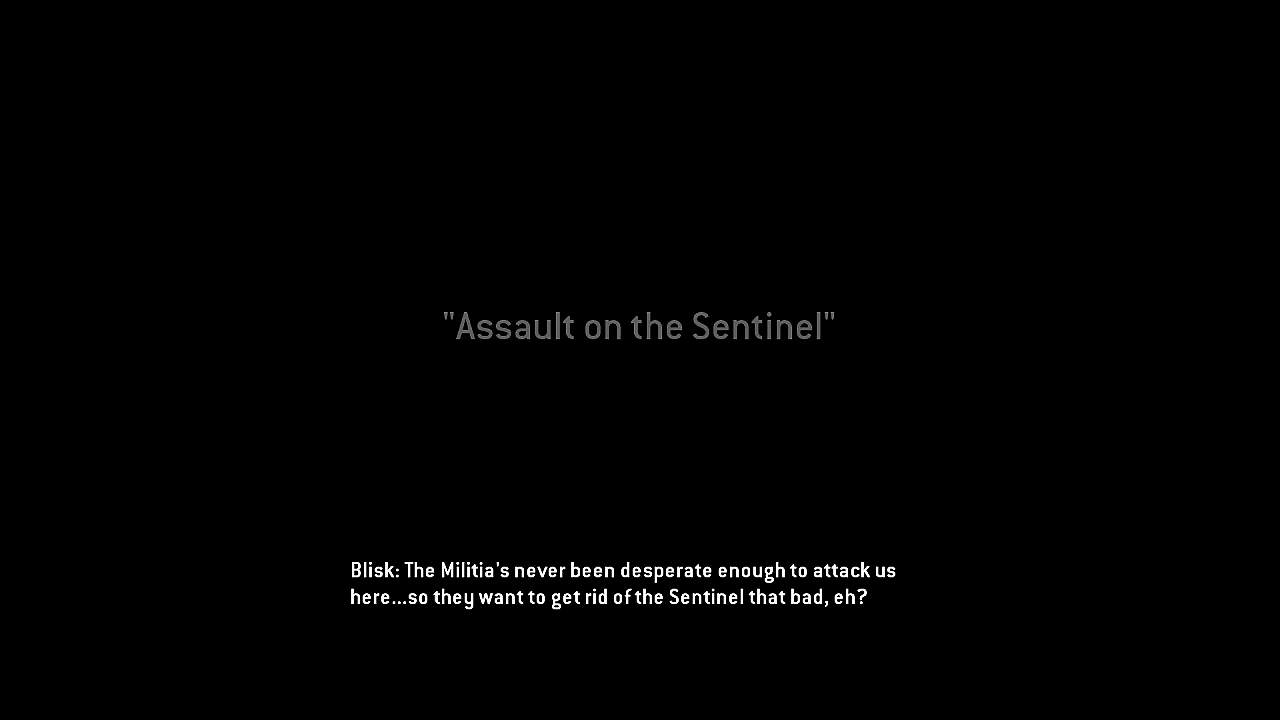 "Assault on the Sentinel"
Blisk: The Militia's never been desperate enough to attack us
here...so they want to get rid of the Sentinel that bad, eh?